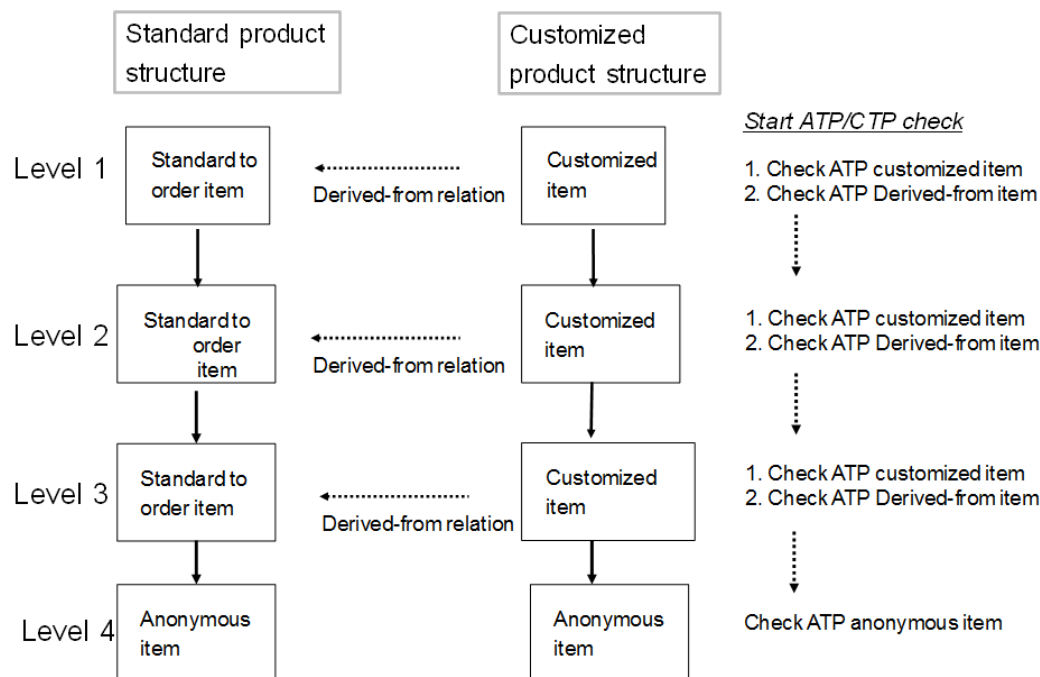 Standard product
structure
Customized
product structure
Start ATP/CTP check
Level 1
Standard to
order item
Derived-from relation
Customized
item
1. Check ATP customized item
2. Check ATP Derived-from item
Level 2
Standard to
order
item
Derived-from relation
Customized
item
1. Check ATP customized item
2. Check ATP Derived-from item
Level 3
Standard to
order item
Derived-from relation
Customized
item
1. Check ATP customized item
2. Check ATP Derived-from item
Level 4
Anonymous
item
Anonymous
item
Check ATP anonymous item